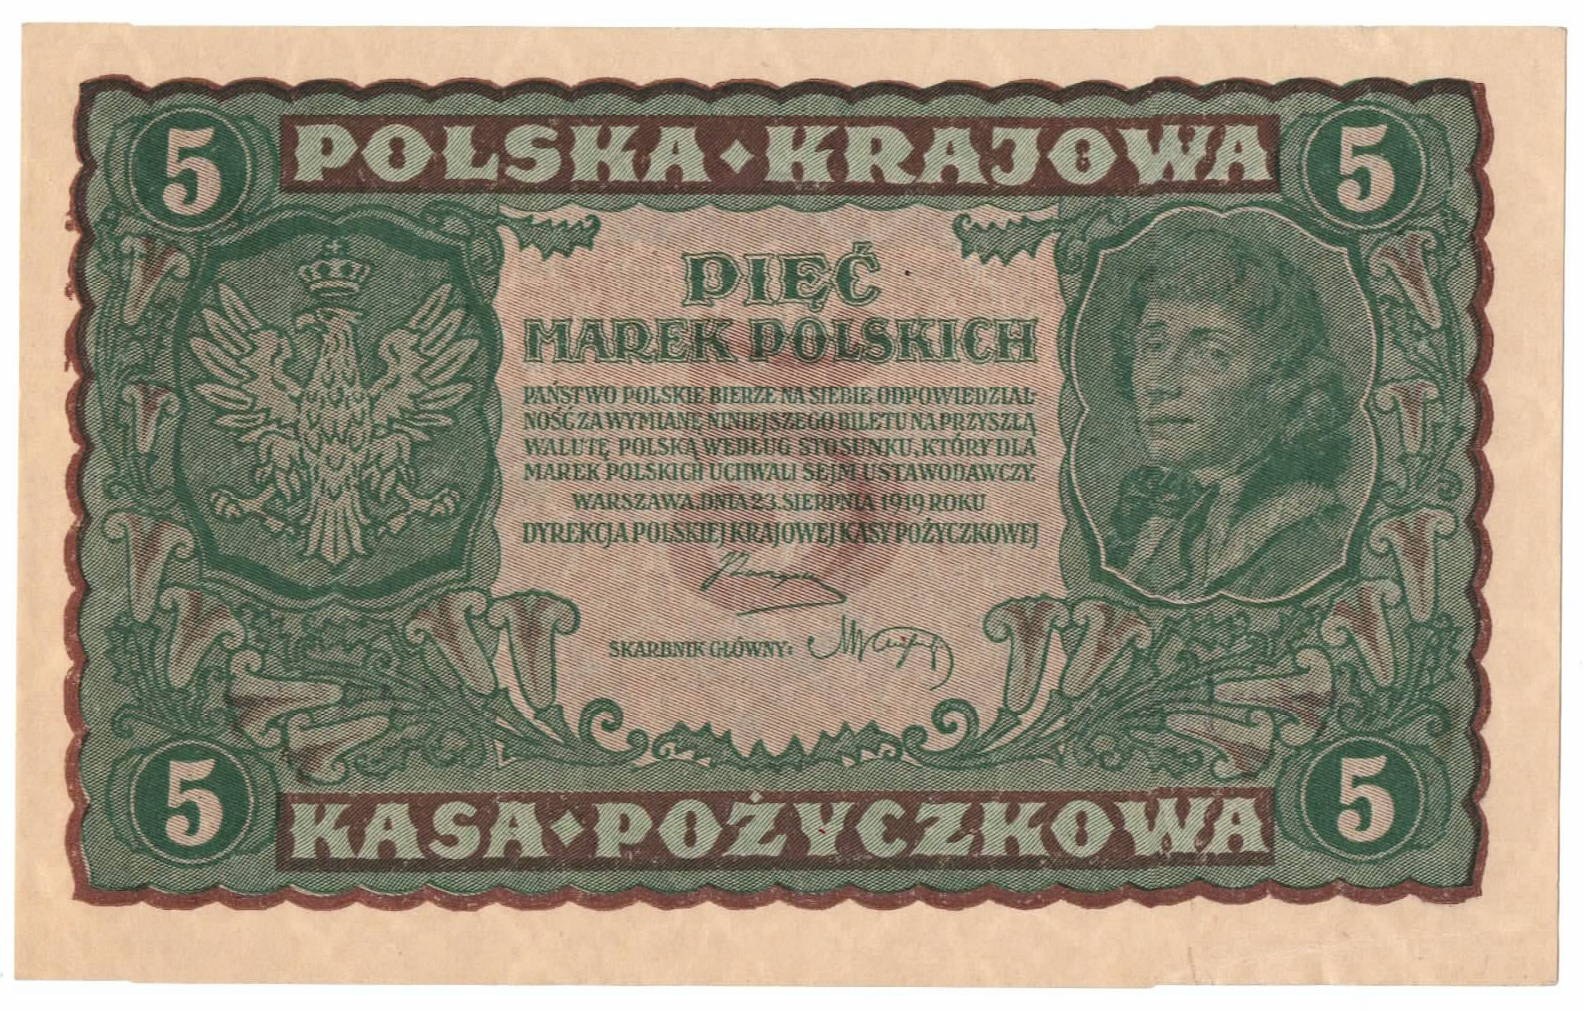 5 POLSKA • KRAJOWA 5
PIĘĆ
MAREK POLSKICH
PAŃSTWO POLSKIE BIERZE NA SIEBIE ODPOWIEDZIAL-
NOŚĆ ZA WYMIANĘ NINIEJSZEGO BILETU NA PRZYSZŁĄ
WALUTĘ POLSKĄ WEDŁUG STOSUNKU, KTÓRY DLA
MAREK POLSKICH UCHWALI SEJM USTAWODAWCZY.
WARSZAWA, DNIA 23. SIERPNIA 1919 ROKU
DYREKCJA POLSKIEJ KRAJOWEJ KASY POŻYCZKOWEJ
SKARBNIK GŁÓWNY:
5 KASA • POŻYCZKOWA 5